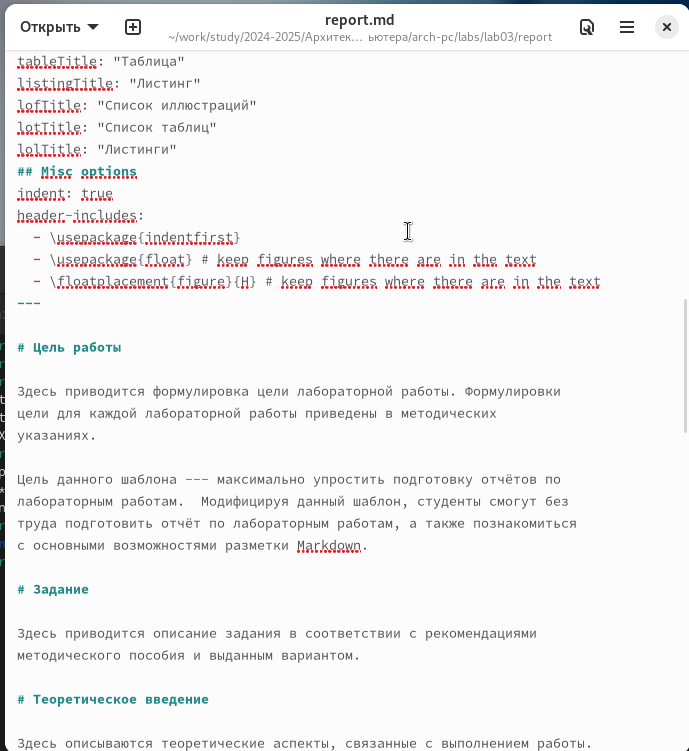 Открыть
report.md
~/work/study/2024-2025/Архитек… ьютера/arch-pc/labs/lab03/report
tableTitle: "Таблица"
listingTitle: "Листинг"
lofTitle: "Список иллюстраций"
lotTitle: "Список таблиц"
lolTitle: "Листинги"
## Misc options
indent: true
header-includes:
  - \usepackage{indentfirst}
  - \usepackage{float} # keep figures where there are in the text
  - \floatplacement{figure}{H} # keep figures where there are in the text
---
# Цель работы
Здесь приводится формулировка цели лабораторной работы. Формулировки
цели для каждой лабораторной работы приведены в методических
указаниях.
Цель данного шаблона --- максимально упростить подготовку отчётов по
лабораторным работам.  Модифицируя данный шаблон, студенты смогут без
труда подготовить отчёт по лабораторным работам, а также познакомиться
с основными возможностями разметки Markdown.
# Задание
Здесь приводится описание задания в соответствии с рекомендациями
методического пособия и выданным вариантом.
# Теоретическое введение
Здесь описываются теоретические аспекты, связанные с выполнением работы.